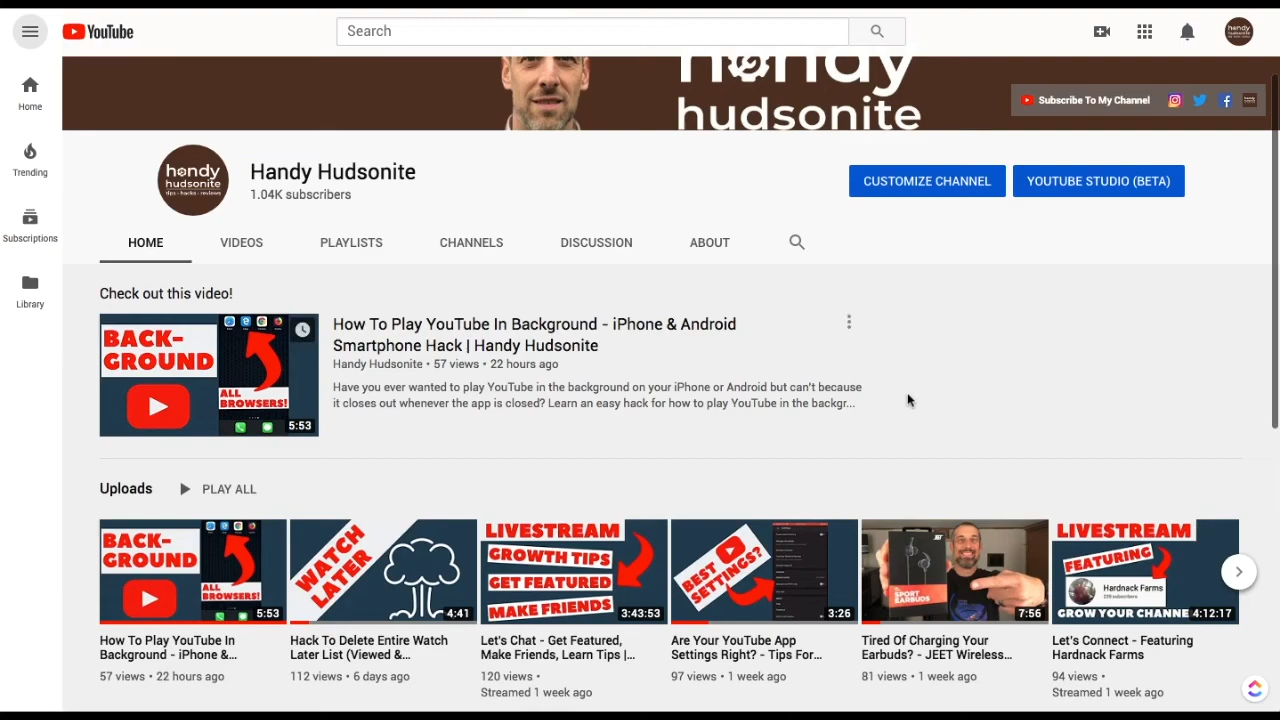 YouTube
Search
handy
hudsonite
Subscribe To My Channel
Home
Trending
Subscriptions
Library
handy
hudsonite
tips • hacks • reviews
Handy Hudsonite
1.04K subscribers
CUSTOMIZE CHANNEL
YOUTUBE STUDIO (BETA)
HOME
VIDEOS
PLAYLISTS
CHANNELS
DISCUSSION
ABOUT
Check out this video!
BACK-
GROUND
ALL
BROWSERS!
5:53
How To Play YouTube In Background - iPhone & Android
Smartphone Hack | Handy Hudsonite
Handy Hudsonite • 57 views • 22 hours ago
Have you ever wanted to play YouTube in the background on your iPhone or Android but can't because
it closes out whenever the app is closed? Learn an easy hack for how to play YouTube in the backgr...
Uploads
PLAY ALL
BACK-
GROUND
ALL
BROWSERS!
5:53
How To Play YouTube In
Background - iPhone &...
57 views • 22 hours ago
WATCH
LATER
4:41
Hack To Delete Entire Watch
Later List (Viewed &...
112 views • 6 days ago
LIVESTREAM
GROWTH TIPS
GET FEATURED
MAKE FRIENDS
3:43:53
Let's Chat - Get Featured,
Make Friends, Learn Tips |...
120 views •
Streamed 1 week ago
BEST
SETTINGS?
3:26
Are Your YouTube App
Settings Right? - Tips For...
97 views • 1 week ago
JEET
SPORT
EARBUDS
7:56
Tired Of Charging Your
Earbuds? - JEET Wireless...
81 views • 1 week ago
LIVESTREAM
FEATURING
Hardnack Farms
GROW YOUR CHANNE
4:12:17
Let's Connect - Featuring
Hardnack Farms
94 views •
Streamed 1 week ago